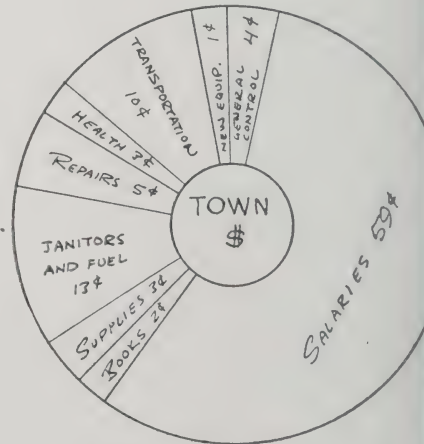 TRANSPORTATION
10¢
NEW EQUIP. 1¢
GENERAL
CONTROL 4¢
HEALTH 3¢
REPAIRS 5¢
TOWN
$
JANITORS
AND FUEL
13¢
SALARIES 59¢
SUPPLIES 3¢
BOOKS 2¢